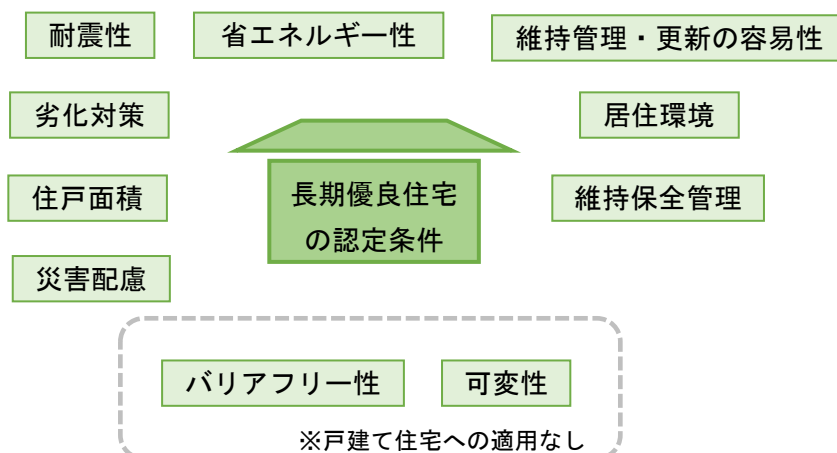 耐震性
省エネルギー性
維持管理・更新の容易性
劣化対策
居住環境
住戸面積
長期優良住宅
の認定条件
維持保全管理
災害配慮
バリアフリー性
可変性
※戸建て住宅への適用なし